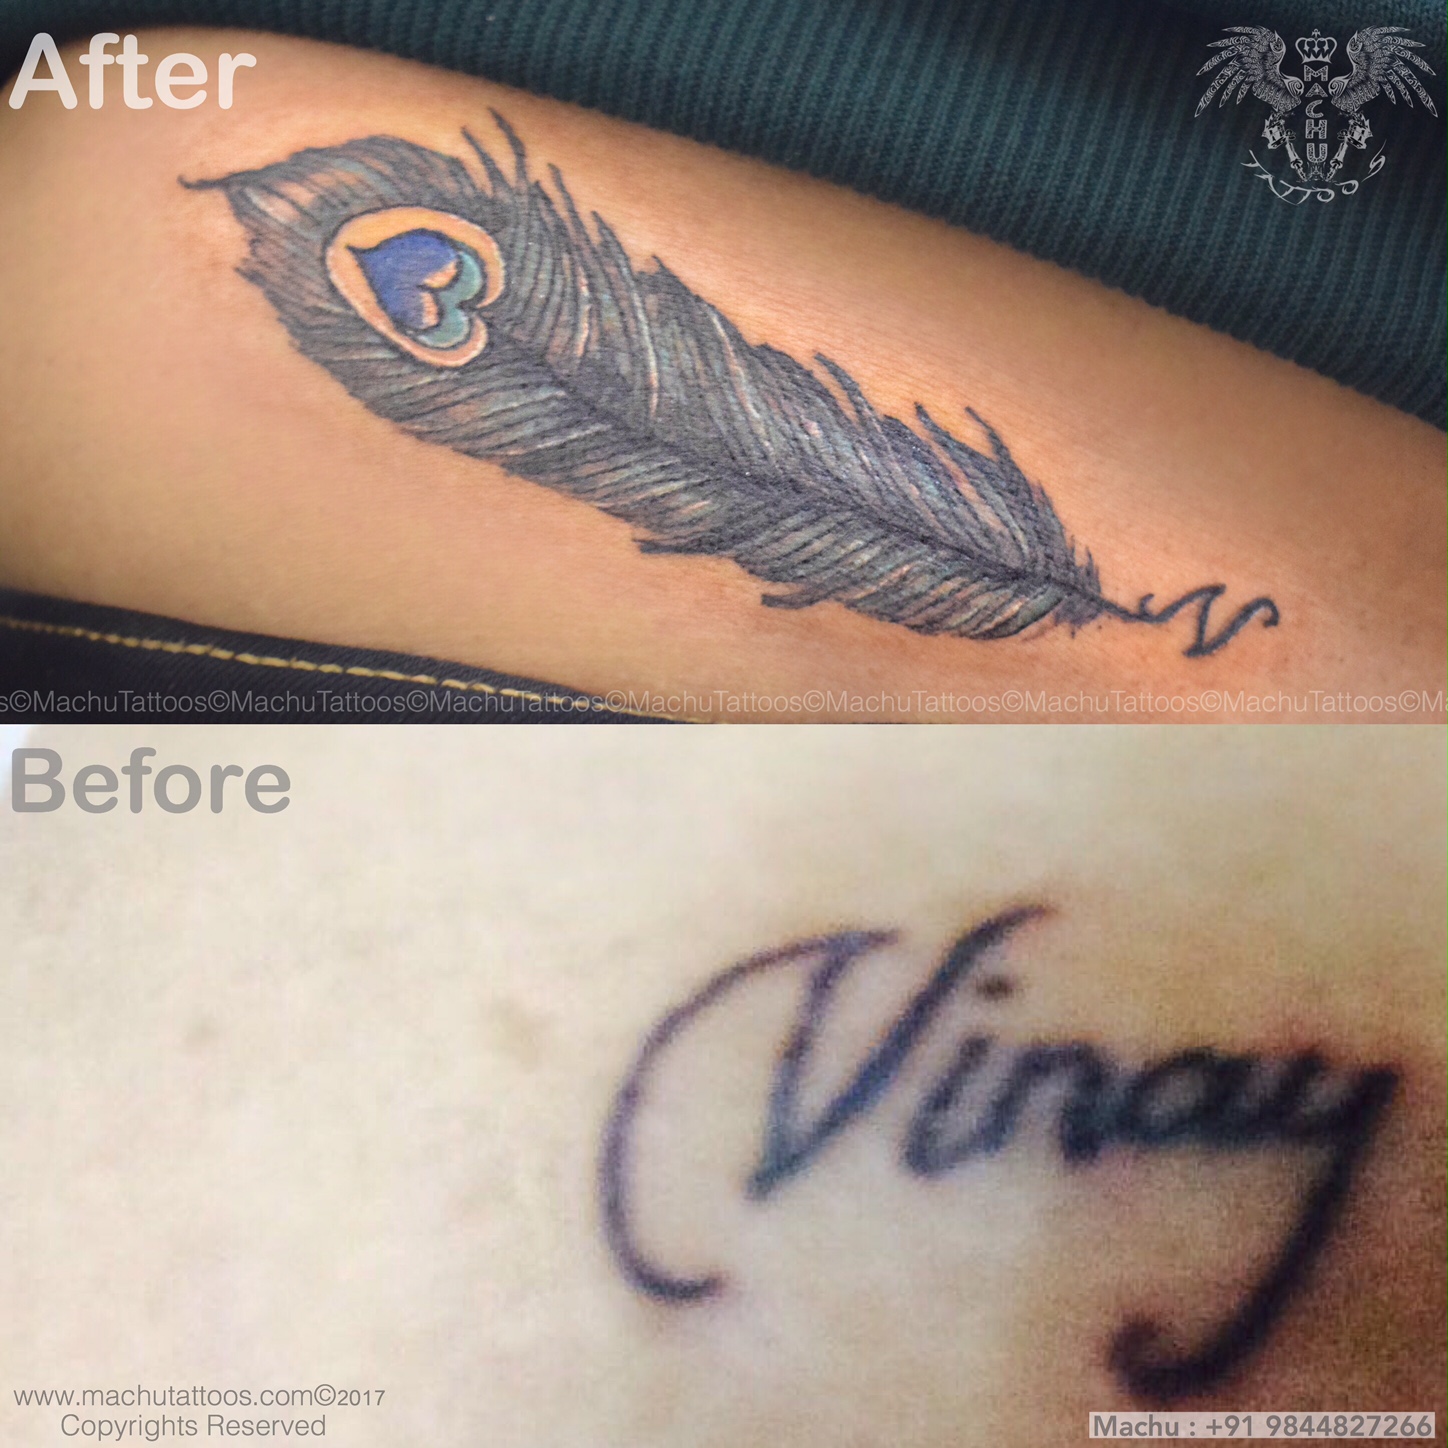 After
MACHU
TATTOOS
s©MachuTattoos©MachuTattoos©MachuTattoos©MachuTattoos©MachuTattoos©MachuTattoos©M
Before
Vinay
www.machutattoos.com©2017
Copyrights Reserved
Machu : +91 9844827266